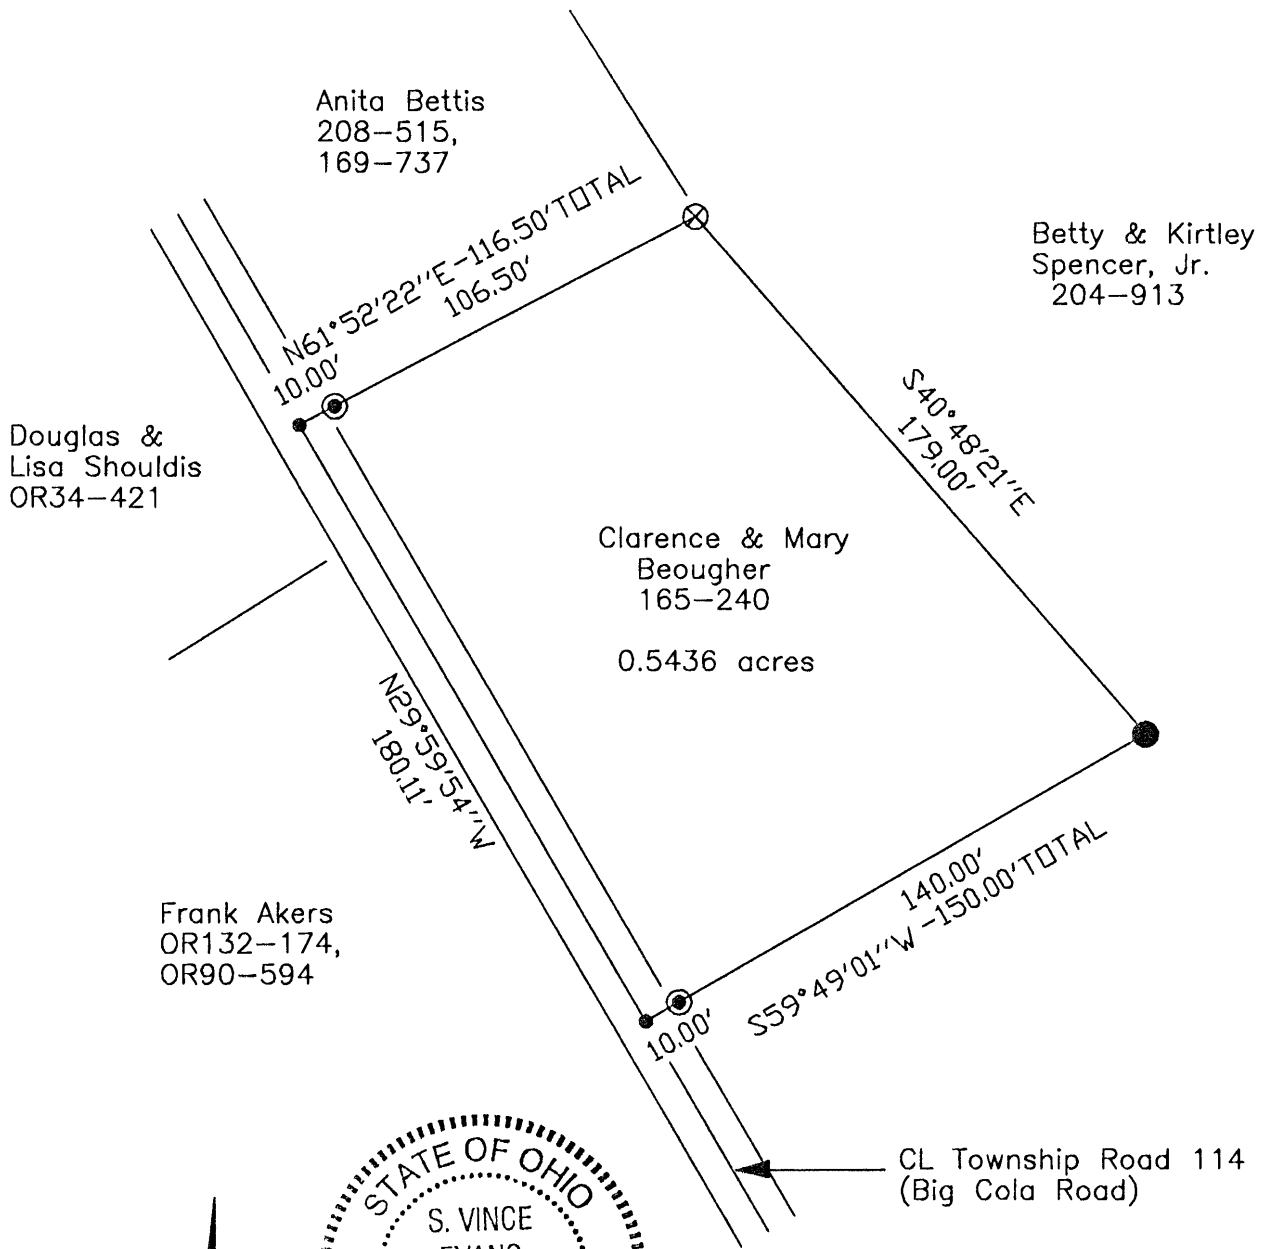 Anita Bettis
208-515,
169-737
N61°52'22"E-116.50'TOTAL
106.50'
10.00'
Betty & Kirtley
Spencer, Jr.
204-913
S40°48'21"E
179.00'
Douglas &
Lisa Shouldis
OR34-421
Clarence & Mary
Beougher
165-240
0.5436 acres
N29°59'54"W
180.11'
140.00'
S59°49'01"W -150.00'TOTAL
10.00'
Frank Akers
OR132-174,
OR90-594
CL Township Road 114
(Big Cola Road)
STATE OF OHIO
S. VINCE